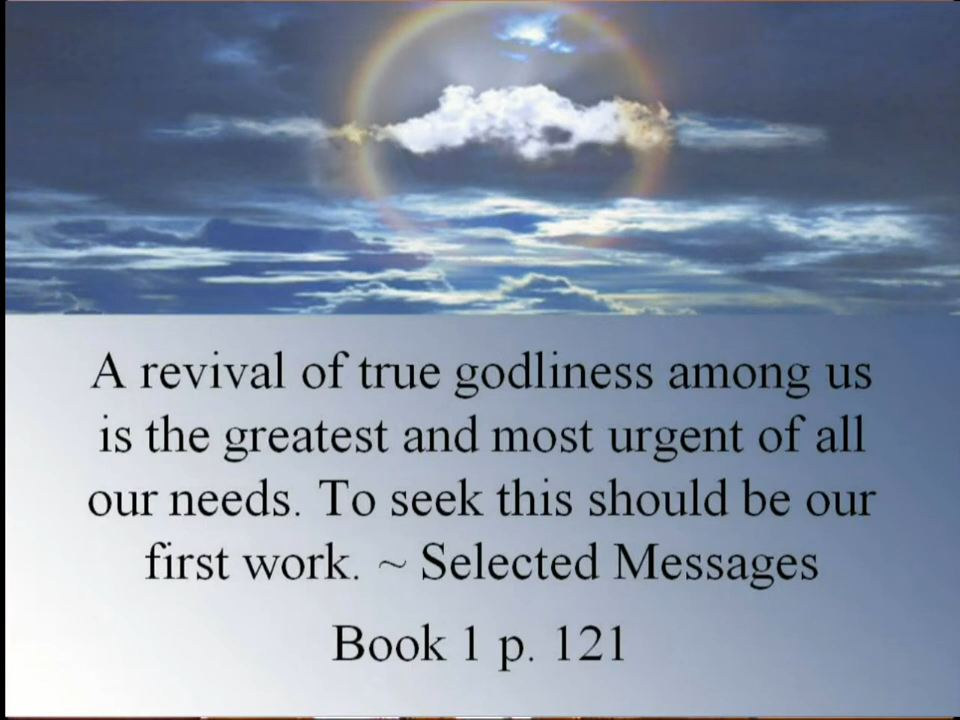 A revival of true godliness among us
is the greatest and most urgent of all
our needs. To seek this should be our
first work. ~ Selected Messages
Book 1 p. 121